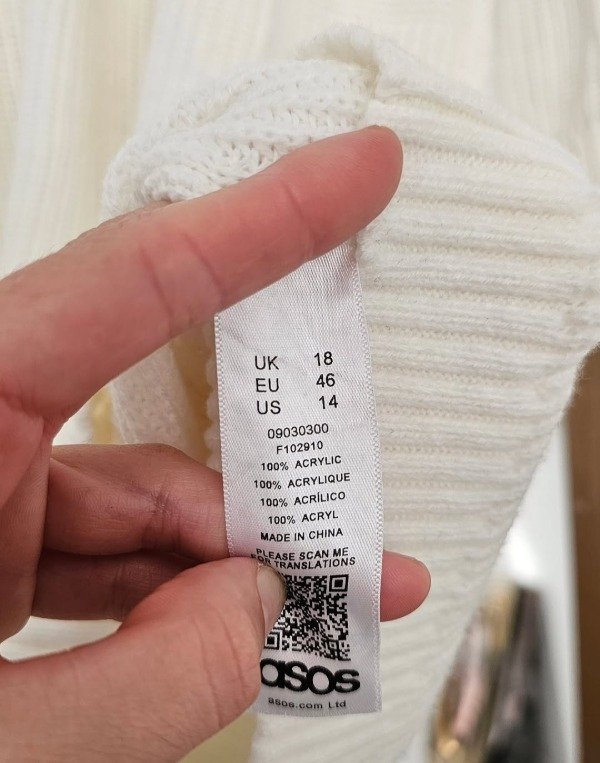 UK 18
EU 46
US 14
09030300
F102910
100% ACRYLIC
100% ACRYLIQUE
100% ACRÍLICO
100% ACRYL
MADE IN CHINA
PLEASE SCAN ME
FOR TRANSLATIONS
asos
asos.com Ltd